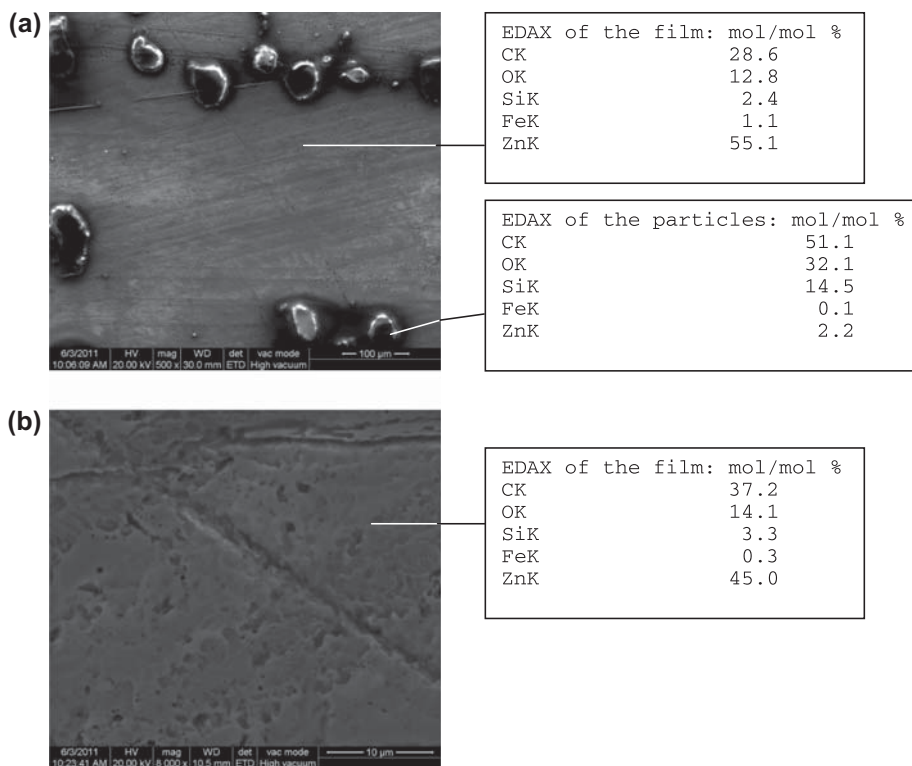 (a)
EDAX of the film: mol/mol %
CK 28.6
OK 12.8
SiK 2.4
FeK 1.1
ZnK 55.1
EDAX of the particles: mol/mol %
CK 51.1
OK 32.1
SiK 14.5
FeK 0.1
ZnK 2.2
6/3/2011 HV mag WD det vac mode 100 µm
10:06:09 AM 20.00 kV 500 x 30.0 mm ETD High vacuum
(b)
EDAX of the film: mol/mol %
CK 37.2
OK 14.1
SiK 3.3
FeK 0.3
ZnK 45.0
6/3/2011 HV mag WD det vac mode 10 µm
10:23:41 AM 20.00 kV 8 000 x 10.5 mm ETD High vacuum